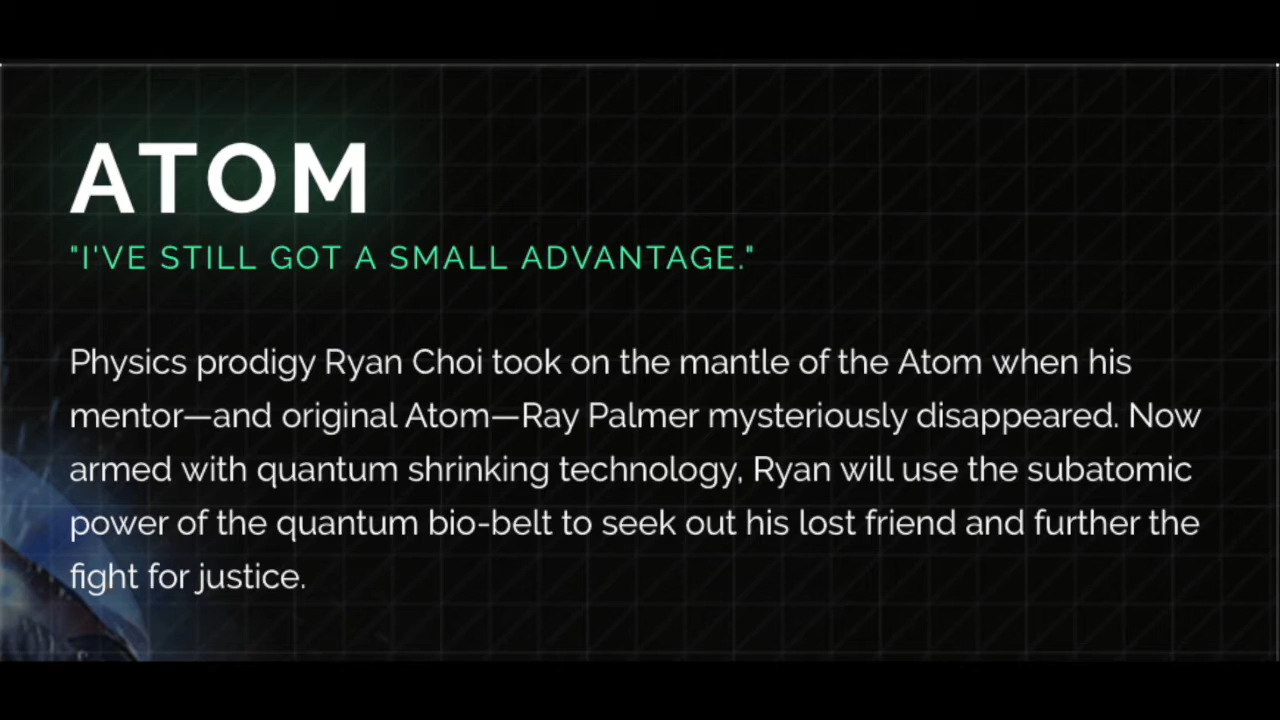 ATOM
"I'VE STILL GOT A SMALL ADVANTAGE."
Physics prodigy Ryan Choi took on the mantle of the Atom when his
mentor—and original Atom—Ray Palmer mysteriously disappeared. Now
armed with quantum shrinking technology, Ryan will use the subatomic
power of the quantum bio-belt to seek out his lost friend and further the
fight for justice.